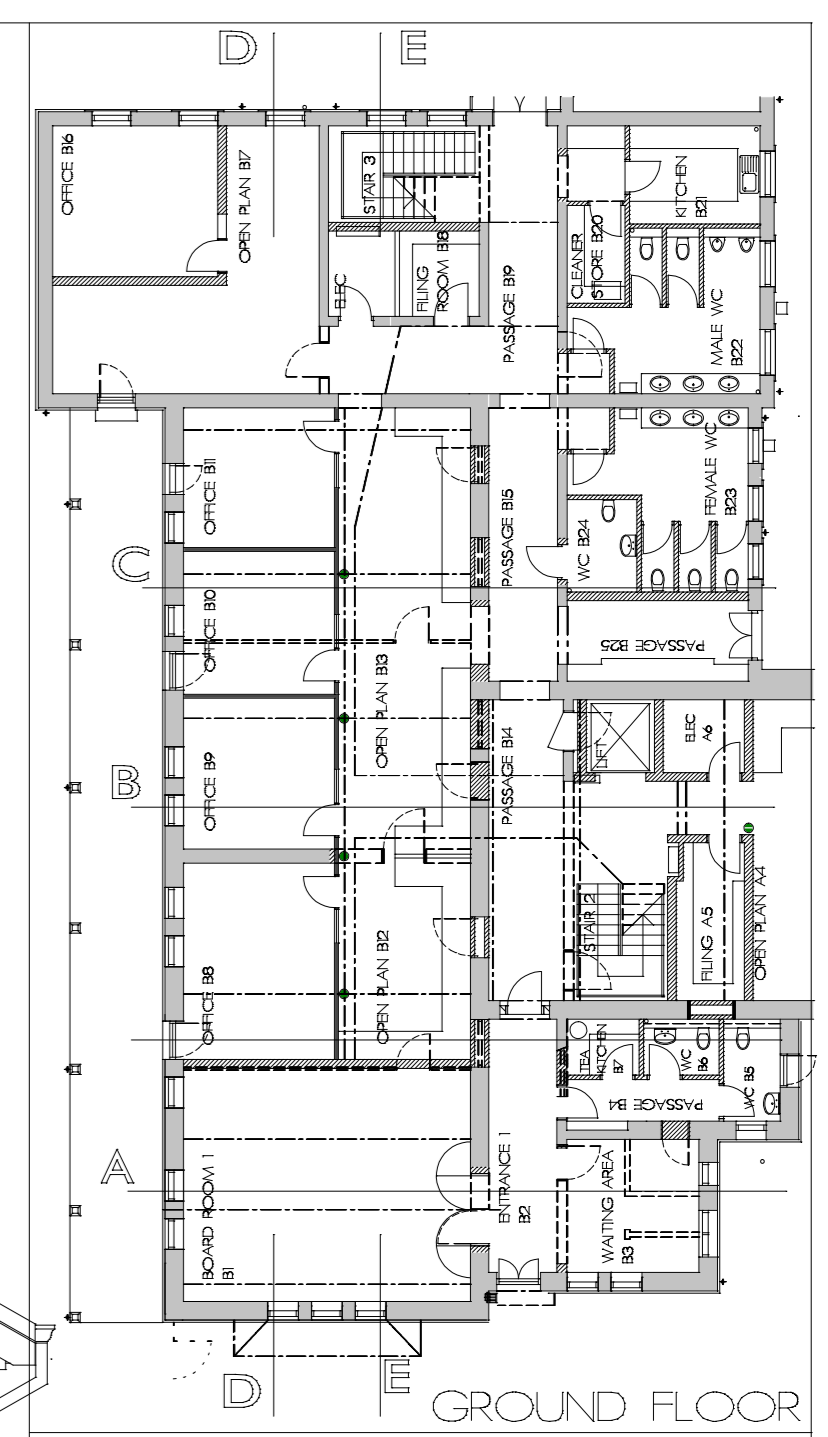 D
E
OFFICE B16
OPEN PLAN B17
STAIR 3
ELEC
FILING
ROOM B18
PASSAGE B19
CLEANER
STORE B20
KITCHEN
B21
MALE WC
B22
OFFICE B11
PASSAGE B15
WC B24
FEMALE WC
B23
C
OFFICE B10
OPEN PLAN B13
PASSAGE B25
OFFICE B9
PASSAGE B14
LIFT
ELEC
A6
B
OFFICE B8
OPEN PLAN B12
STAIR 2
FILING A5
OPEN PLAN A4
TEA
KITCHEN
B7
WC
B6
WC B5
PASSAGE B4
A
BOARD ROOM 1
B1
ENTRANCE 1
B2
WAITING AREA
B3
D
E
GROUND FLOOR